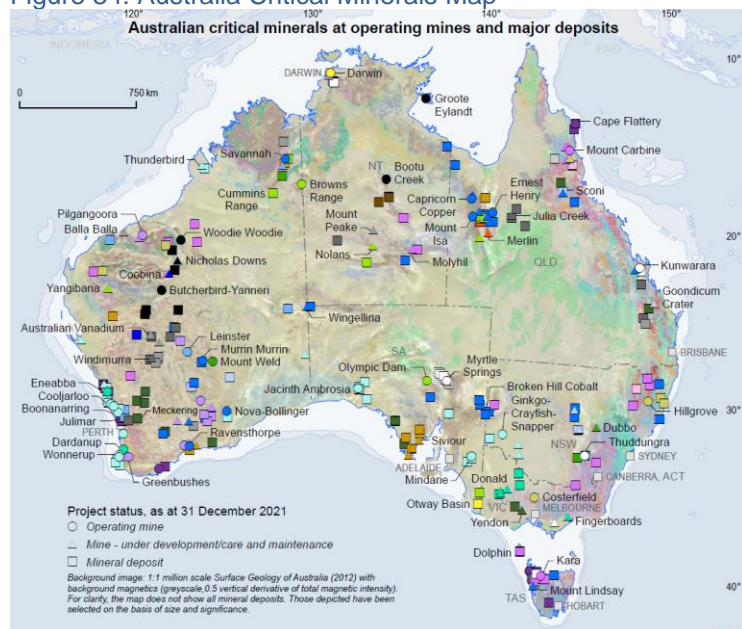 Figure 31: Australia Critical Minerals Map
120°
130°
140°
150°
Australian critical minerals at operating mines and major deposits
INDONESIA
PNG
10°
DARWIN
Darwin
0
750 km
Groote
Eylandt
Cape Flattery
Thunderbird
Savannah
NT
Bootu
Creek
Mount Carbine
Cummins
Range
Browns
Range
Capricorn
Copper
Ernest
Henry
Sconi
Pilgangoora
Balla Balla
Woodie Woodie
Mount
Peake
Mount
Isa
Julia Creek
20°
Nicholas Downs
Nolans
Merlin
Coobina
Molyhil
QLD
Kunwarara
Yangibana
Butcherbird-Yanneri
Goondicum
Crater
Australian Vanadium
Wingellina
Leinster
Windimurra
Murrin Murrin
SA
Myrtle
Springs
BRISBANE
Mount Weld
Olympic Dam
Eneabba
Jacinth Ambrosia
Broken Hill Cobalt
Cooljarloo
Ginkgo-
Crayfish-
Snapper
Boonanarring
Meckering
Nova-Bollinger
Hillgrove
Julimar
Dubbo
30°
PERTH
Ravensthorpe
Siviour
NSW
Thuddungra
Dardanup
ADELAIDE
SYDNEY
Wonnerup
Mindane
Donald
CANBERRA, ACT
Greenbushes
Otway Basin
VIC
Costerfield
MELBOURNE
Yendon
Fingerboards
Project status, as at 31 December 2021
Operating mine
Mine - under development/care and maintenance
Mineral deposit
Dolphin
Kara
Background image: 1:1 million scale Surface Geology of Australia (2012) with
background magnetics (greyscale,0.5 vertical derivative of total magnetic intensity).
For clarity, the map does not show all mineral deposits. Those depicted have been
selected on the basis of size and significance.
Mount Lindsay
TAS
HOBART
40°